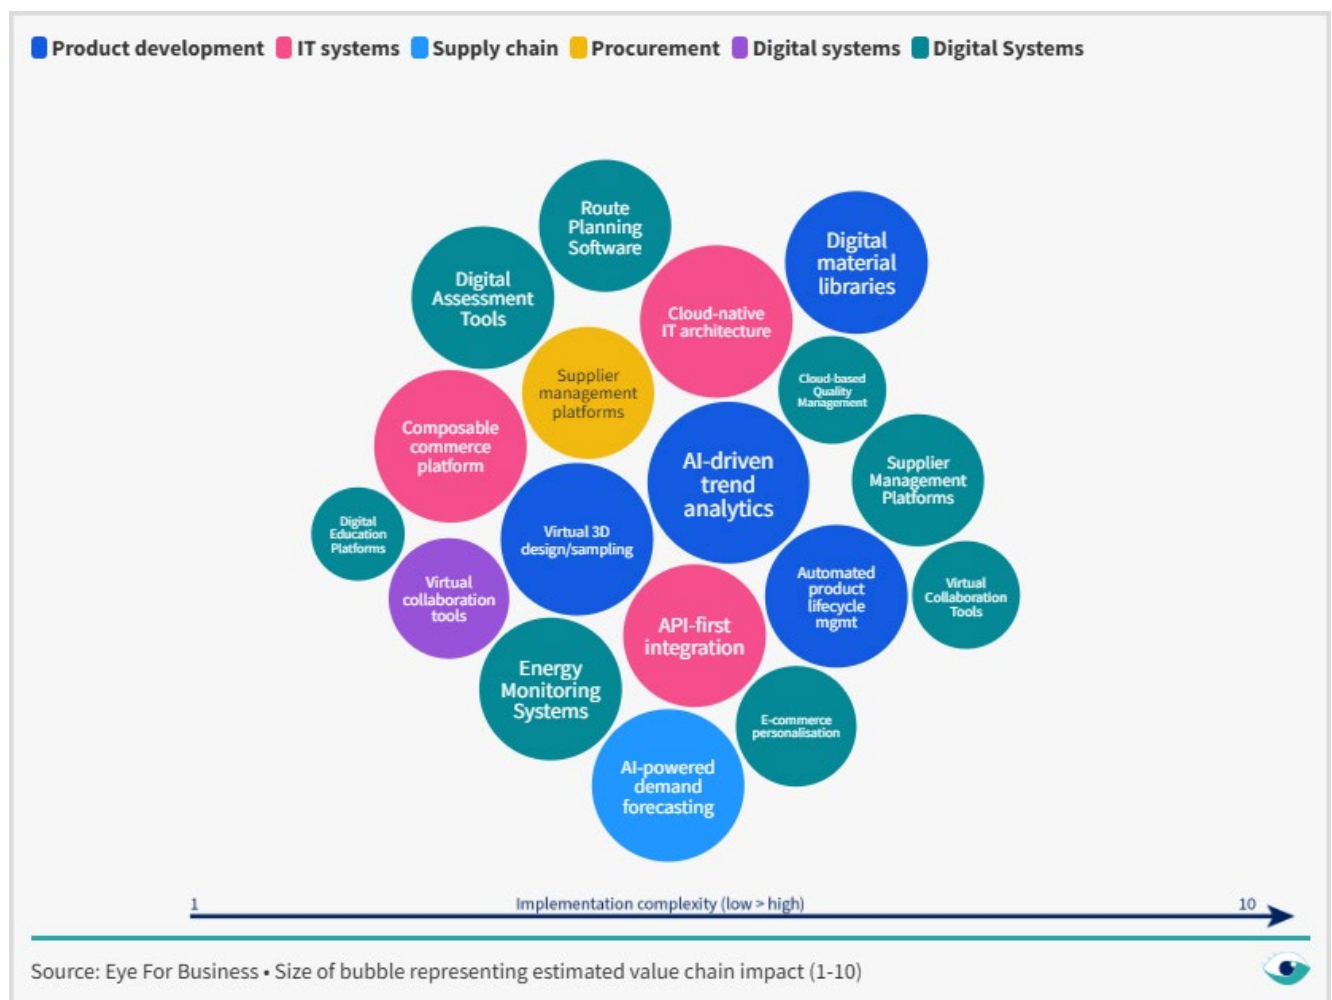 Product development IT systems Supply chain Procurement Digital systems Digital Systems
Route
Planning
Software
Digital
material
libraries
Digital
Assessment
Tools
Cloud-native
IT architecture
Supplier
management
platforms
Cloud-based
Quality
Management
Composable
commerce
platform
AI-driven
trend
analytics
Supplier
Management
Platforms
Digital
Education
Platforms
Virtual 3D
design/sampling
Virtual
collaboration
tools
Automated
product
lifecycle
mgmt
Virtual
Collaboration
Tools
API-first
integration
Energy
Monitoring
Systems
E-commerce
personalisation
AI-powered
demand
forecasting
1 Implementation complexity (low > high) 10
Source: Eye For Business • Size of bubble representing estimated value chain impact (1-10)